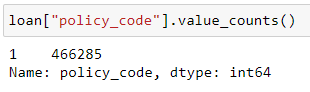 loan["policy_code"].value_counts()
1    466285
Name: policy_code, dtype: int64